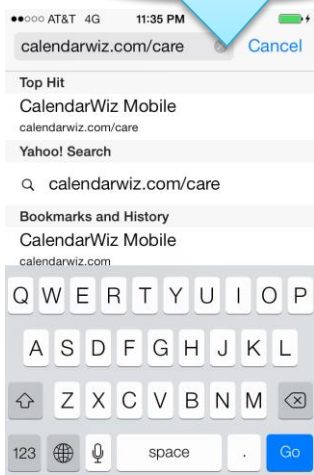 AT&T 4G 11:35 PM
calendarwiz.com/care Cancel
Top Hit
CalendarWiz Mobile
calendarwiz.com/care
Yahoo! Search
calendarwiz.com/care
Bookmarks and History
CalendarWiz Mobile
calendarwiz.com
Q W E R T Y U I O P
A S D F G H J K L
Z X C V B N M
123 space . Go